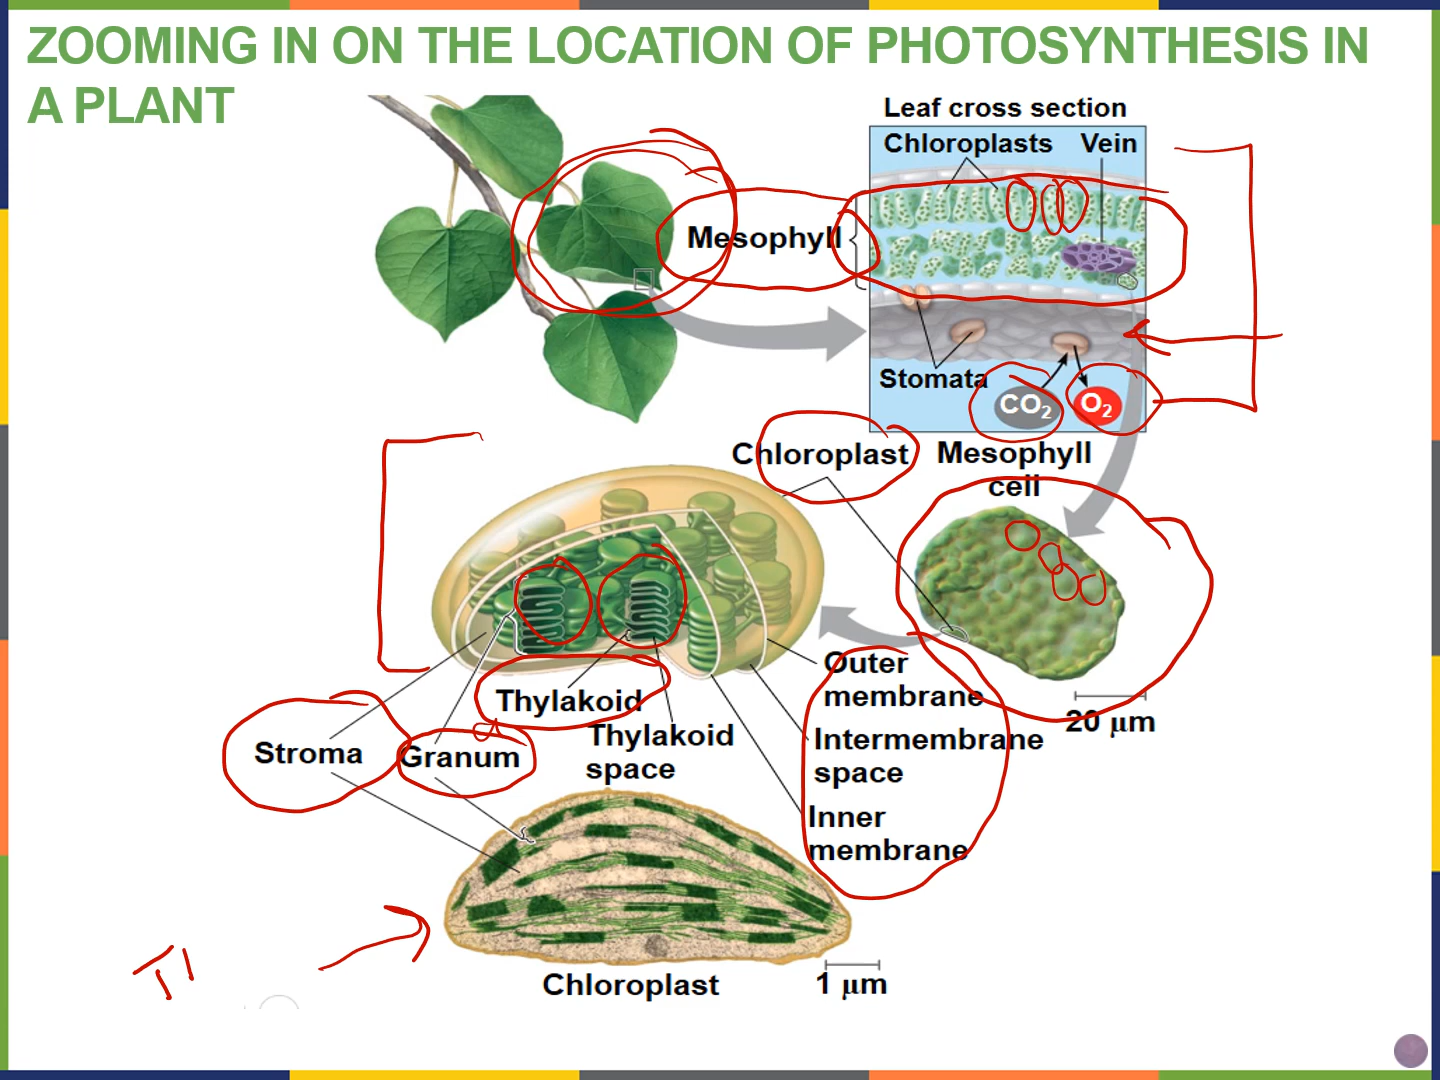 ZOOMING IN ON THE LOCATION OF PHOTOSYNTHESIS IN
A PLANT
Leaf cross section
Chloroplasts
Vein
Mesophyll
Stomata
CO₂
O₂
Chloroplast
Mesophyll
cell
Outer
membrane
20 μm
Thylakoid
Intermembrane
space
Thylakoid
space
Stroma
Granum
Inner
membrane
Chloroplast
1 μm